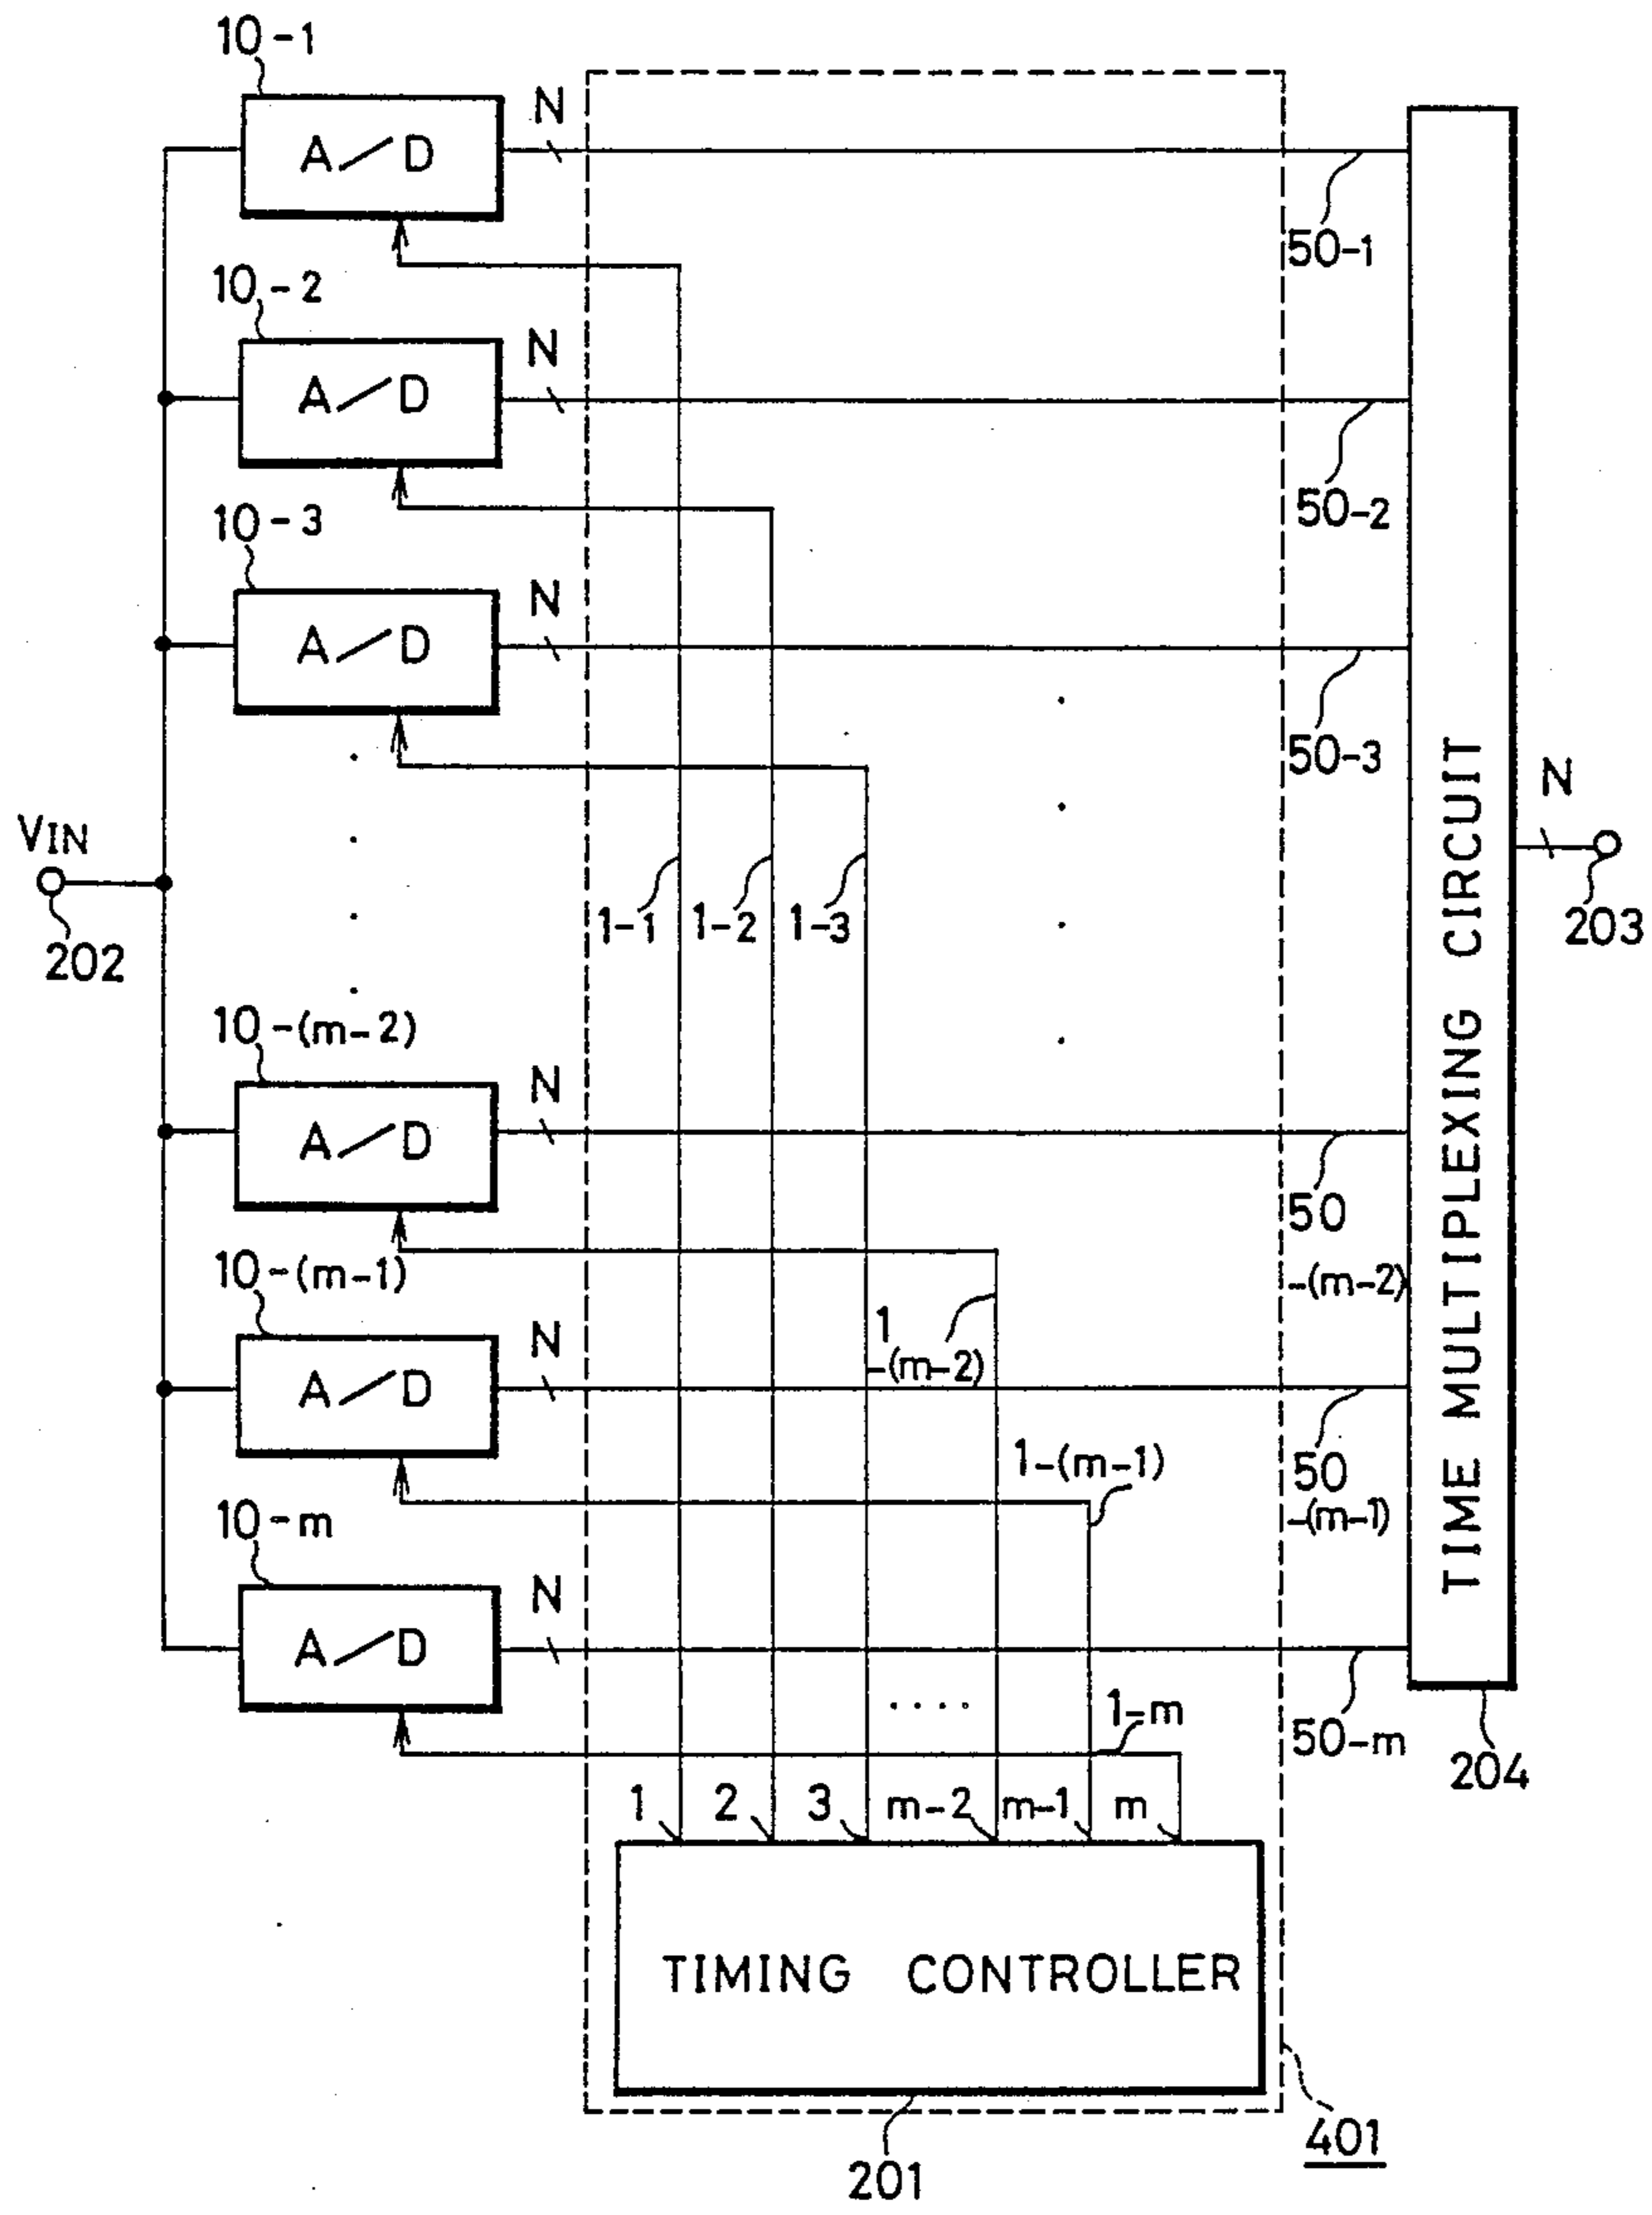 10-1
A/D
N
50-1
10-2
A/D
N
50-2
10-3
A/D
N
50-3
VIN
202
1-1
1-2
1-3
TIME MULTIPLEXING CIRCUIT
N
203
10-(m-2)
A/D
N
50
-(m-2)
10-(m-1)
A/D
N
1
-(m-2)
50
-(m-1)
1-(m-1)
10-m
A/D
N
....
1-m
50-m
204
1
2
3
m-2
m-1
m
TIMING CONTROLLER
201
401